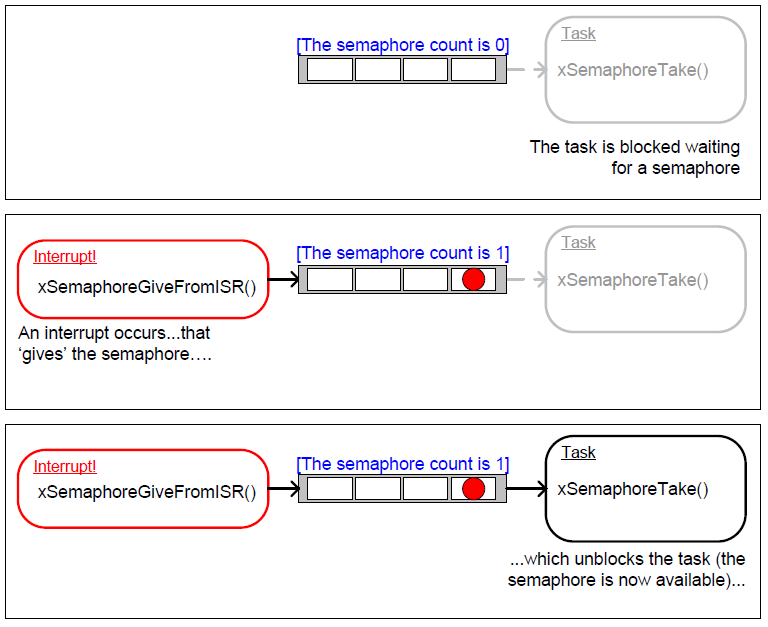 [The semaphore count is 0]
Task
xSemaphoreTake()
The task is blocked waiting
for a semaphore
Interrupt!
xSemaphoreGiveFromISR()
An interrupt occurs...that
‘gives’ the semaphore….
[The semaphore count is 1]
Task
xSemaphoreTake()
Interrupt!
xSemaphoreGiveFromISR()
[The semaphore count is 1]
Task
xSemaphoreTake()
...which unblocks the task (the
semaphore is now available)...